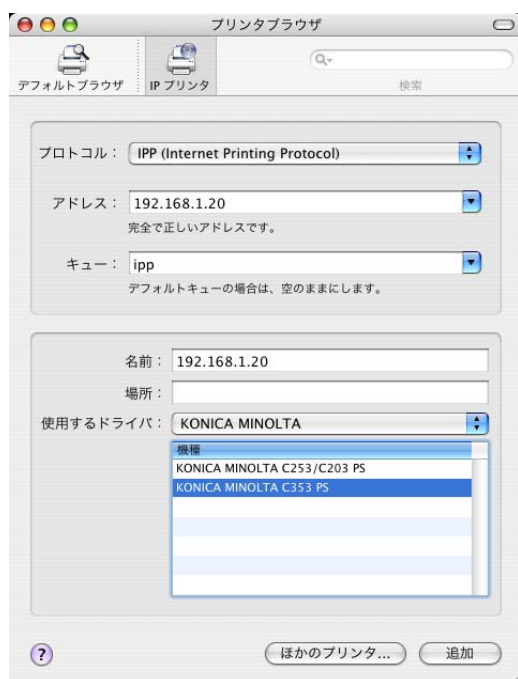 プリンタブラウザ
デフォルトブラウザ
IP プリンタ
検索
プロトコル：
IPP (Internet Printing Protocol)
アドレス：
192.168.1.20
完全で正しいアドレスです。
キュー：
ipp
デフォルトキューの場合は、空のままにします。
名前：
192.168.1.20
場所：
使用するドライバ：
KONICA MINOLTA
機種
KONICA MINOLTA C253/C203 PS
KONICA MINOLTA C353 PS
?
ほかのプリンタ...
追加